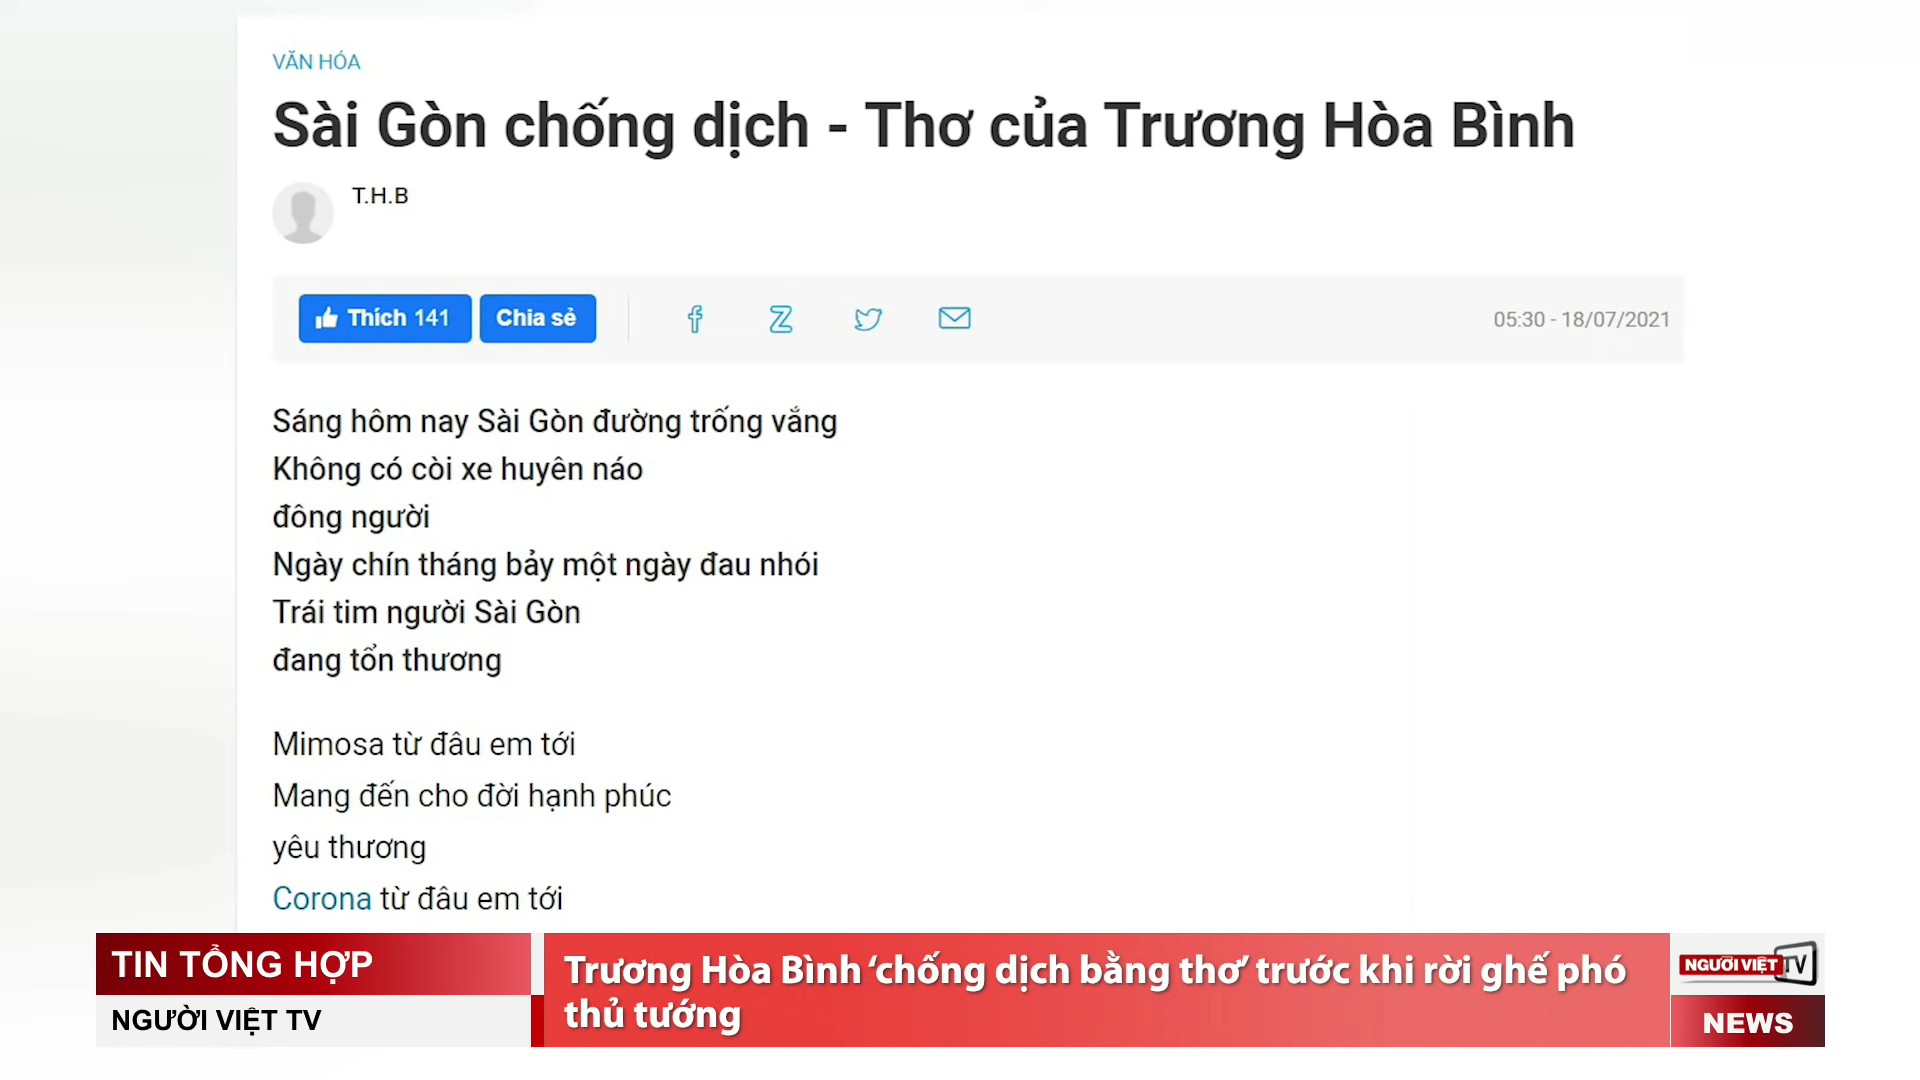 VĂN HÓA
Sài Gòn chống dịch - Thơ của Trương Hòa Bình
T.H.B
Thích 141 Chia sẻ 05:30 - 18/07/2021
Sáng hôm nay Sài Gòn đường trống vắng
Không có còi xe huyên náo
đông người
Ngày chín tháng bảy một ngày đau nhói
Trái tim người Sài Gòn
đang tổn thương
Mimosa từ đâu em tới
Mang đến cho đời hạnh phúc
yêu thương
Corona từ đâu em tới
TIN TỔNG HỢP
NGƯỜI VIỆT TV
Trương Hòa Bình ‘chống dịch bằng thơ’ trước khi rời ghế phó
thủ tướng
NGƯỜI VIỆT TV
NEWS